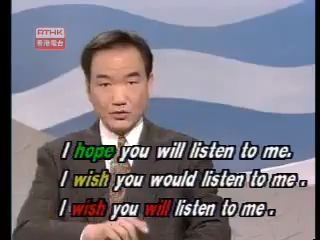 RTHK
香港電台
I hope you will listen to me.
I wish you would listen to me.
I wish you will listen to me.